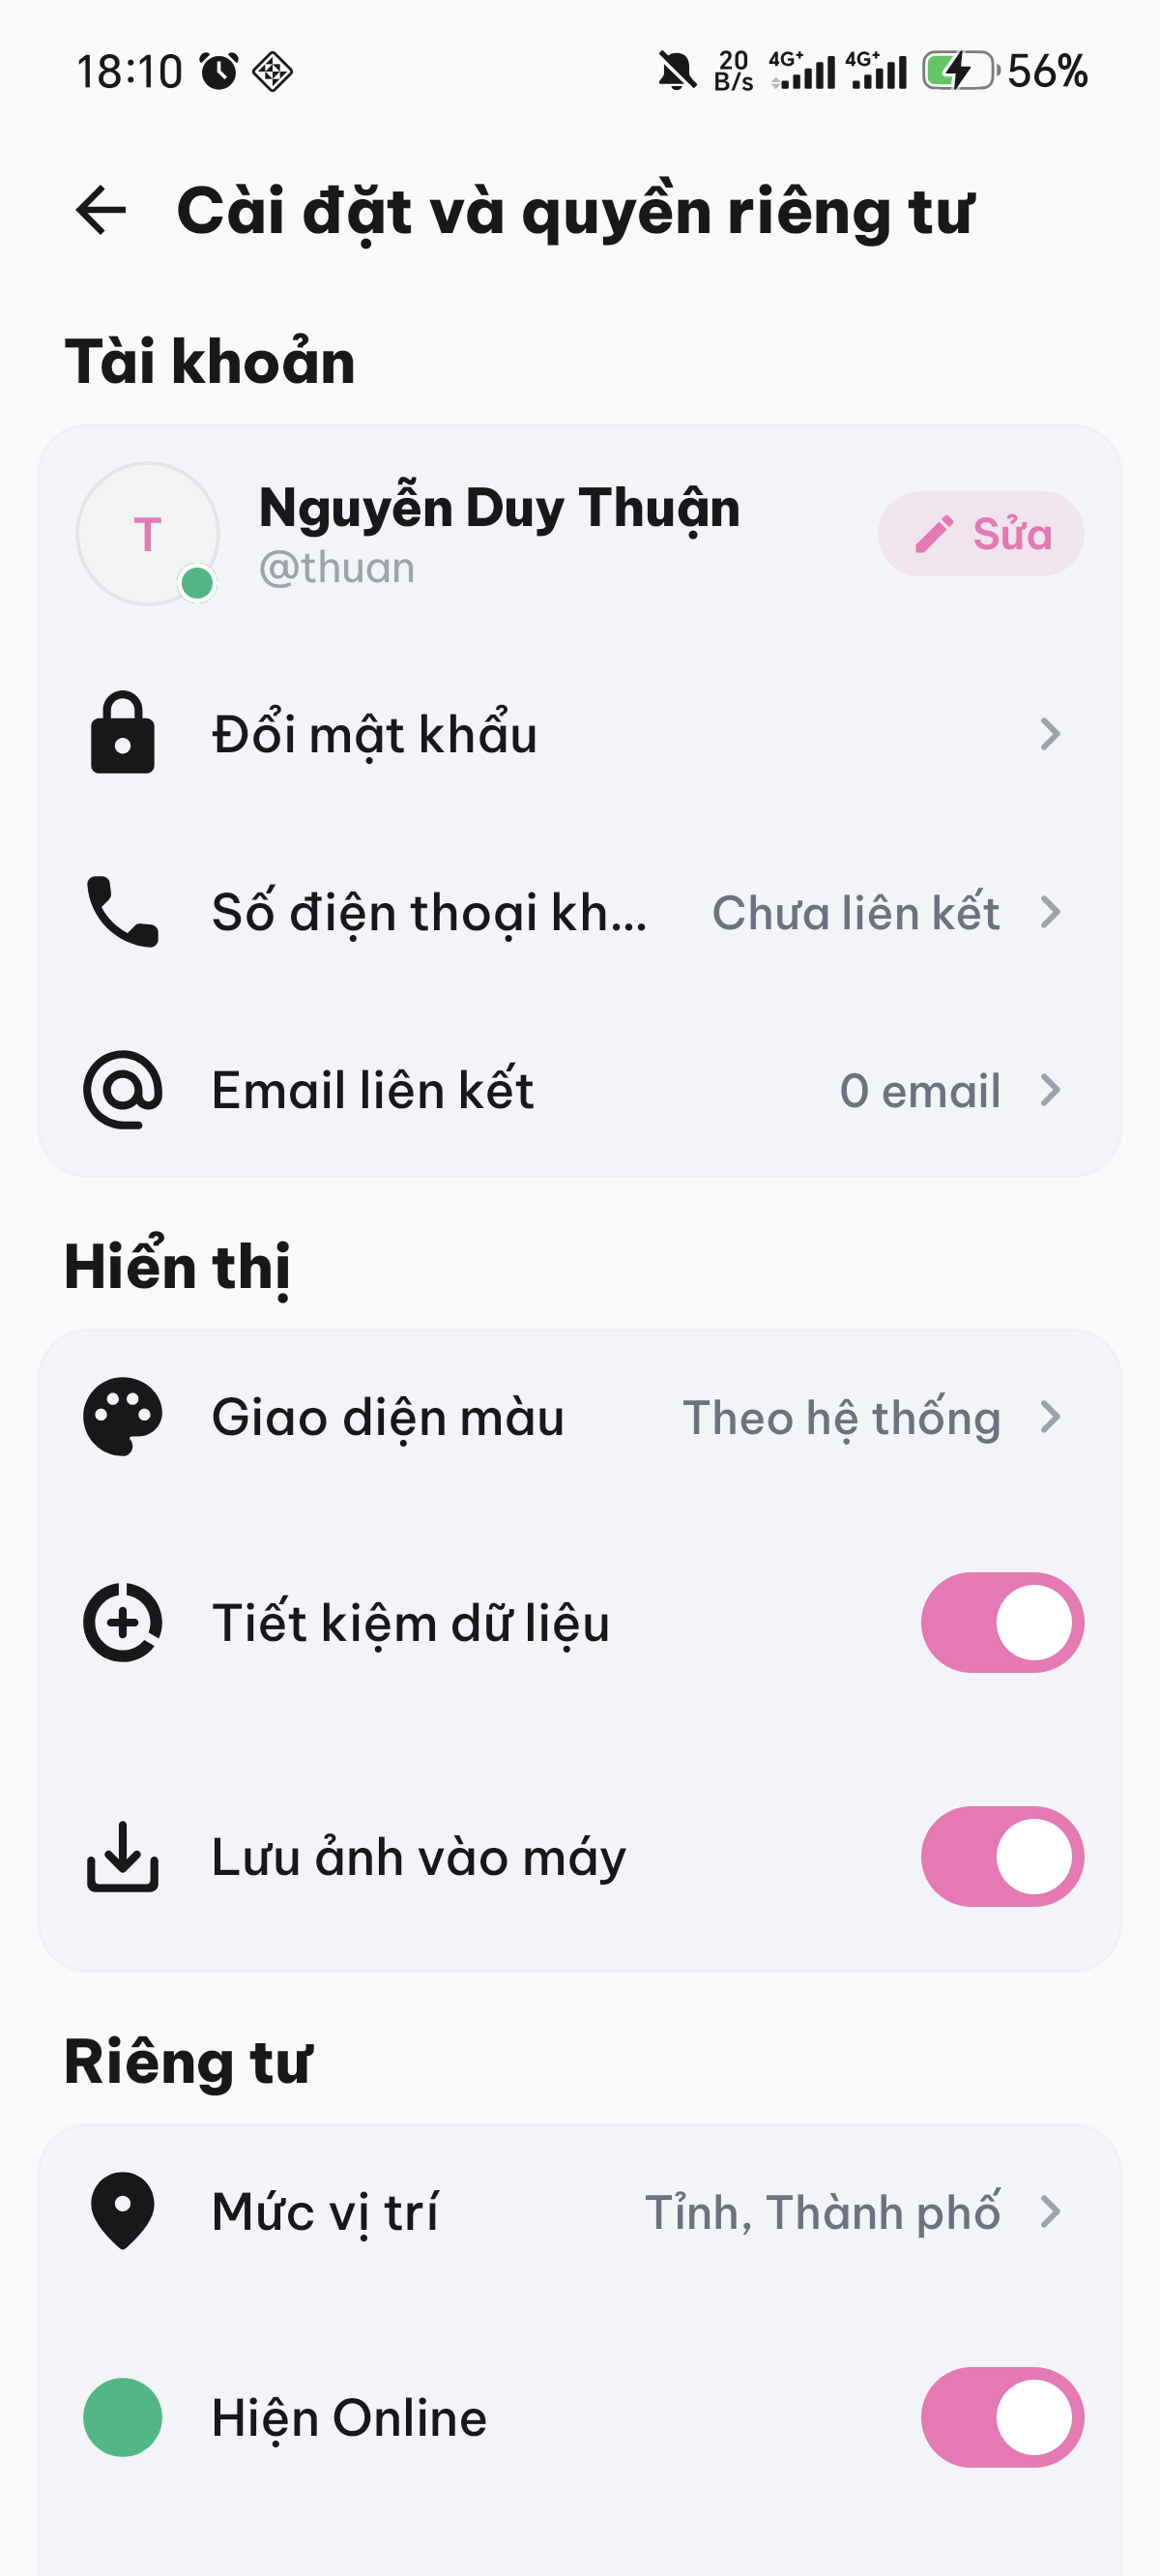 18:10 20 B/s 4G+ 4G+ 56%
Cài đặt và quyền riêng tư
Tài khoản
T
Nguyễn Duy Thuận
@thuan
Sửa
Đổi mật khẩu
Số điện thoại kh... Chưa liên kết
Email liên kết 0 email
Hiển thị
Giao diện màu Theo hệ thống
Tiết kiệm dữ liệu
Lưu ảnh vào máy
Riêng tư
Mức vị trí Tỉnh, Thành phố
Hiện Online